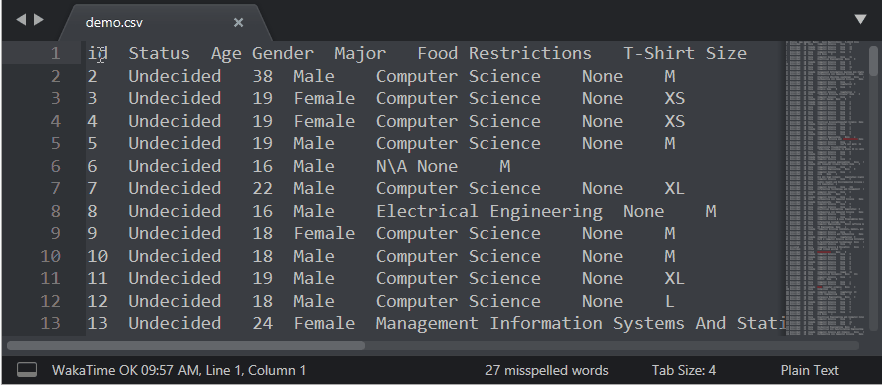 demo.csv
1 id Status Age Gender Major Food Restrictions T-Shirt Size
2 2 Undecided 38 Male Computer Science None M
3 3 Undecided 19 Female Computer Science None XS
4 4 Undecided 19 Female Computer Science None XS
5 5 Undecided 19 Male Computer Science None M
6 6 Undecided 16 Male N\A None M
7 7 Undecided 22 Male Computer Science None XL
8 8 Undecided 16 Male Electrical Engineering None M
9 9 Undecided 18 Female Computer Science None M
10 10 Undecided 18 Male Computer Science None M
11 11 Undecided 19 Male Computer Science None XL
12 12 Undecided 18 Male Computer Science None L
13 13 Undecided 24 Female Management Information Systems And Stati
WakaTime OK 09:57 AM, Line 1, Column 1 27 misspelled words Tab Size: 4 Plain Text